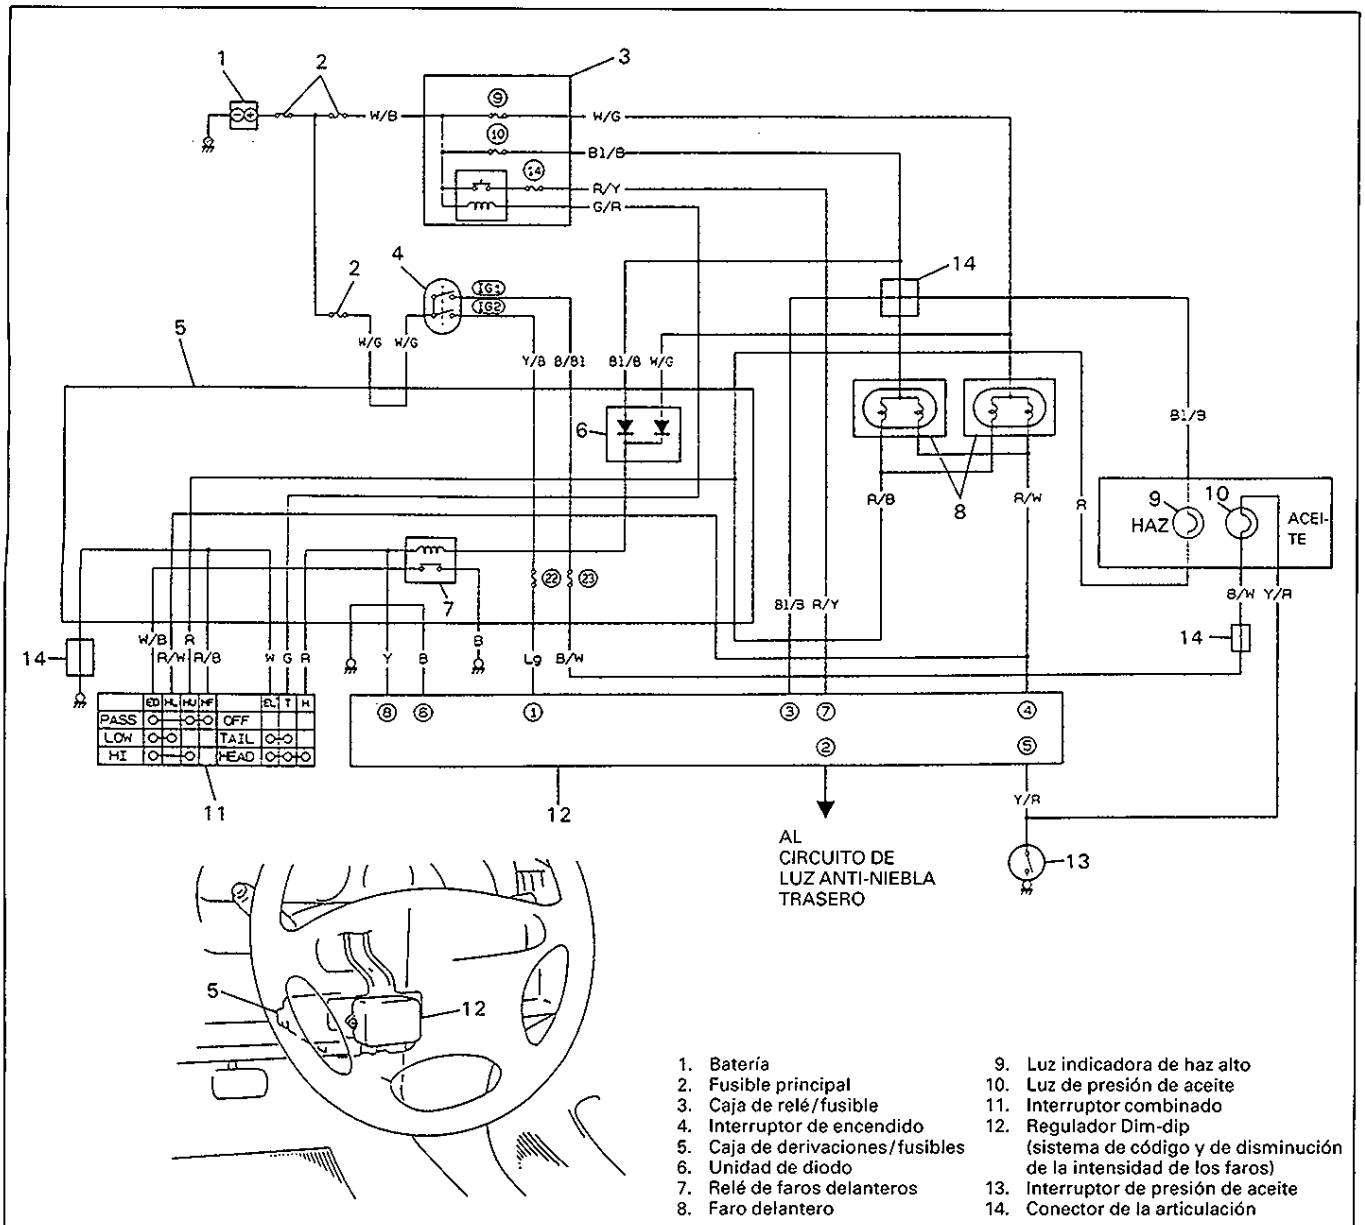 1
2
3
W/B
9
W/G
10
Bl/B
14
R/Y
G/R
4
2
IG1
IG2
14
5
W/G
W/G
Y/B
B/Bl
Bl/B
W/G
6
Bl/B
R/B
8
R/W
R
9
HAZ
10
ACEI-
TE
22
23
7
Bl/B
R/Y
B/W
Y/R
14
W/B
R
R/W
R/B
W
G
R
Y
B
B
Lg
B/W
14
ED HL HU HF EL T H
PASS OFF
LOW TAIL
HI HEAD
8
6
1
3
7
4
2
5
11
12
Y/R
13
AL
CIRCUITO DE
LUZ ANTI-NIEBLA
TRASERO
5
12
1. Batería
2. Fusible principal
3. Caja de relé/fusible
4. Interruptor de encendido
5. Caja de derivaciones/fusibles
6. Unidad de diodo
7. Relé de faros delanteros
8. Faro delantero
9. Luz indicadora de haz alto
10. Luz de presión de aceite
11. Interruptor combinado
12. Regulador Dim-dip
(sistema de código y de disminución
de la intensidad de los faros)
13. Interruptor de presión de aceite
14. Conector de la articulación